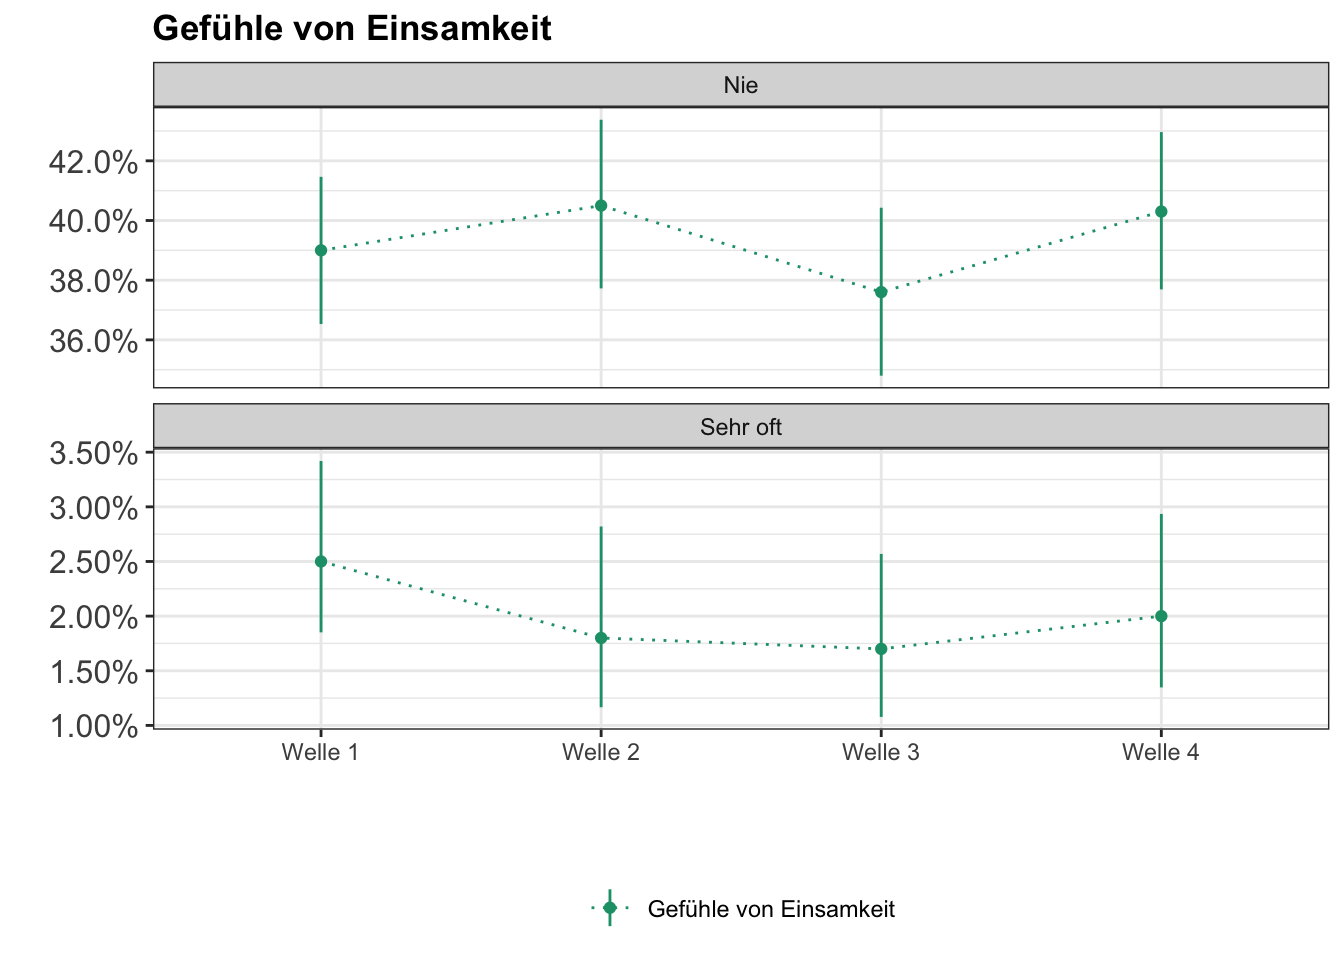 Gefühle von Einsamkeit
Nie
42.0%
40.0%
38.0%
36.0%
Sehr oft
3.50%
3.00%
2.50%
2.00%
1.50%
1.00%
Welle 1 Welle 2 Welle 3 Welle 4
Gefühle von Einsamkeit